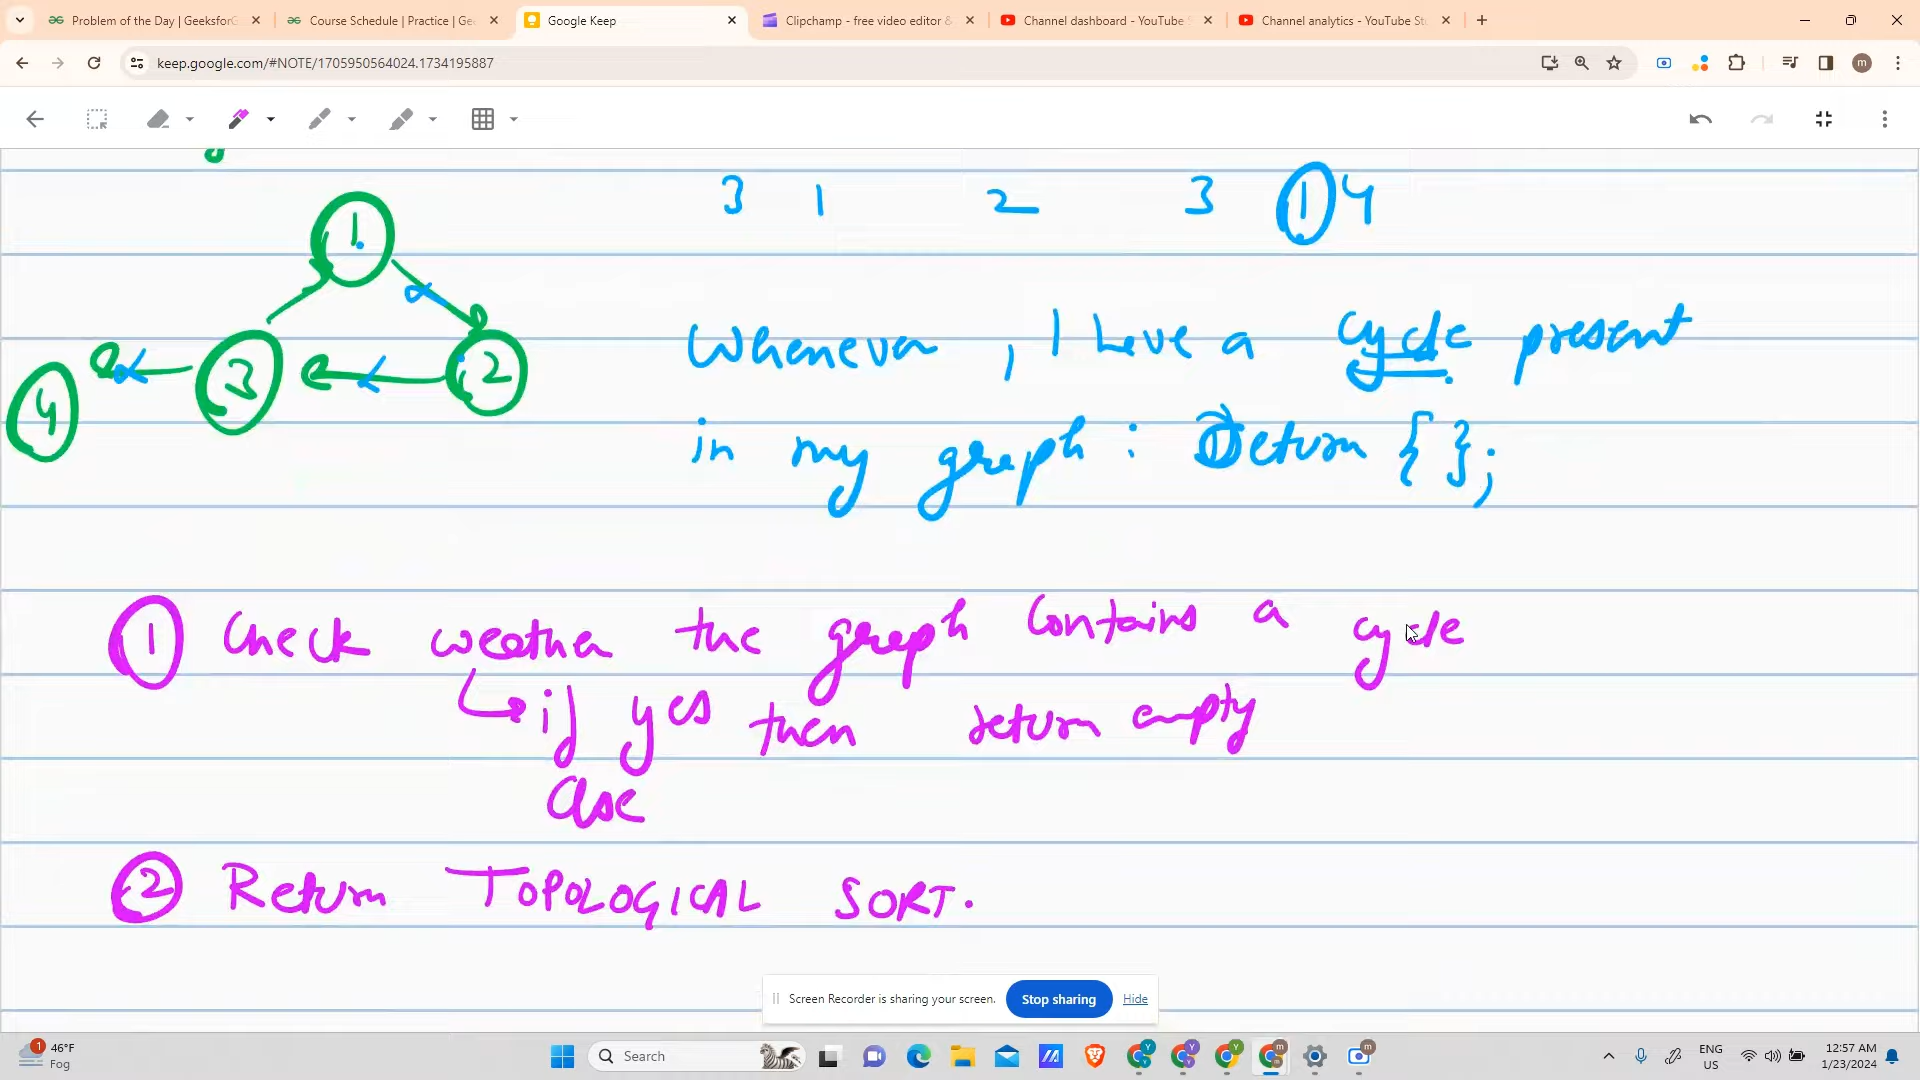 Problem of the Day | GeeksforG
Course Schedule | Practice | Ge
Google Keep
Clipchamp - free video editor &
Channel dashboard - YouTube S
Channel analytics - YouTube Stu
keep.google.com/#NOTE/1705950564024.1734195887
m
3 1 2 3 1 4
1
3
2
4
Whenever, I have a cycle present
in my graph : Return { };
1 Check weather the graph contains a cycle
if yes then return empty
else
2 Return TOPOLOGICAL SORT.
Screen Recorder is sharing your screen. Stop sharing Hide
1
46°F
Fog
Search
ENG
US
12:57 AM
1/23/2024